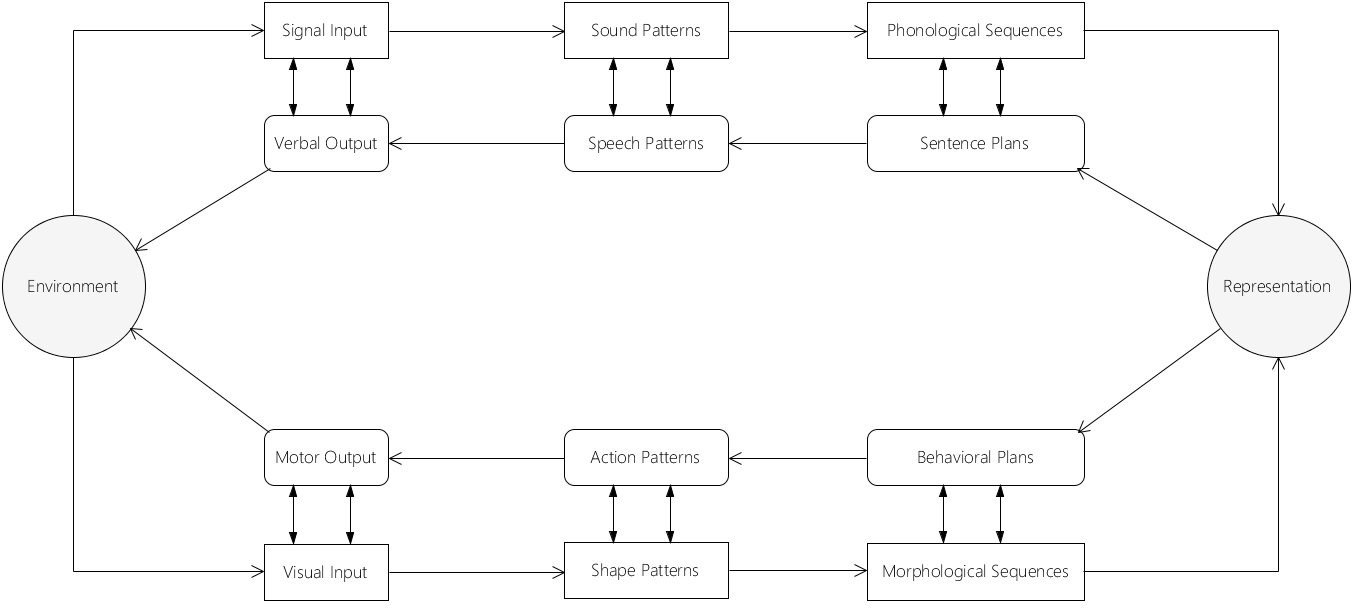 Signal Input
Sound Patterns
Phonological Sequences
Verbal Output
Speech Patterns
Sentence Plans
Environment
Representation
Motor Output
Action Patterns
Behavioral Plans
Visual Input
Shape Patterns
Morphological Sequences